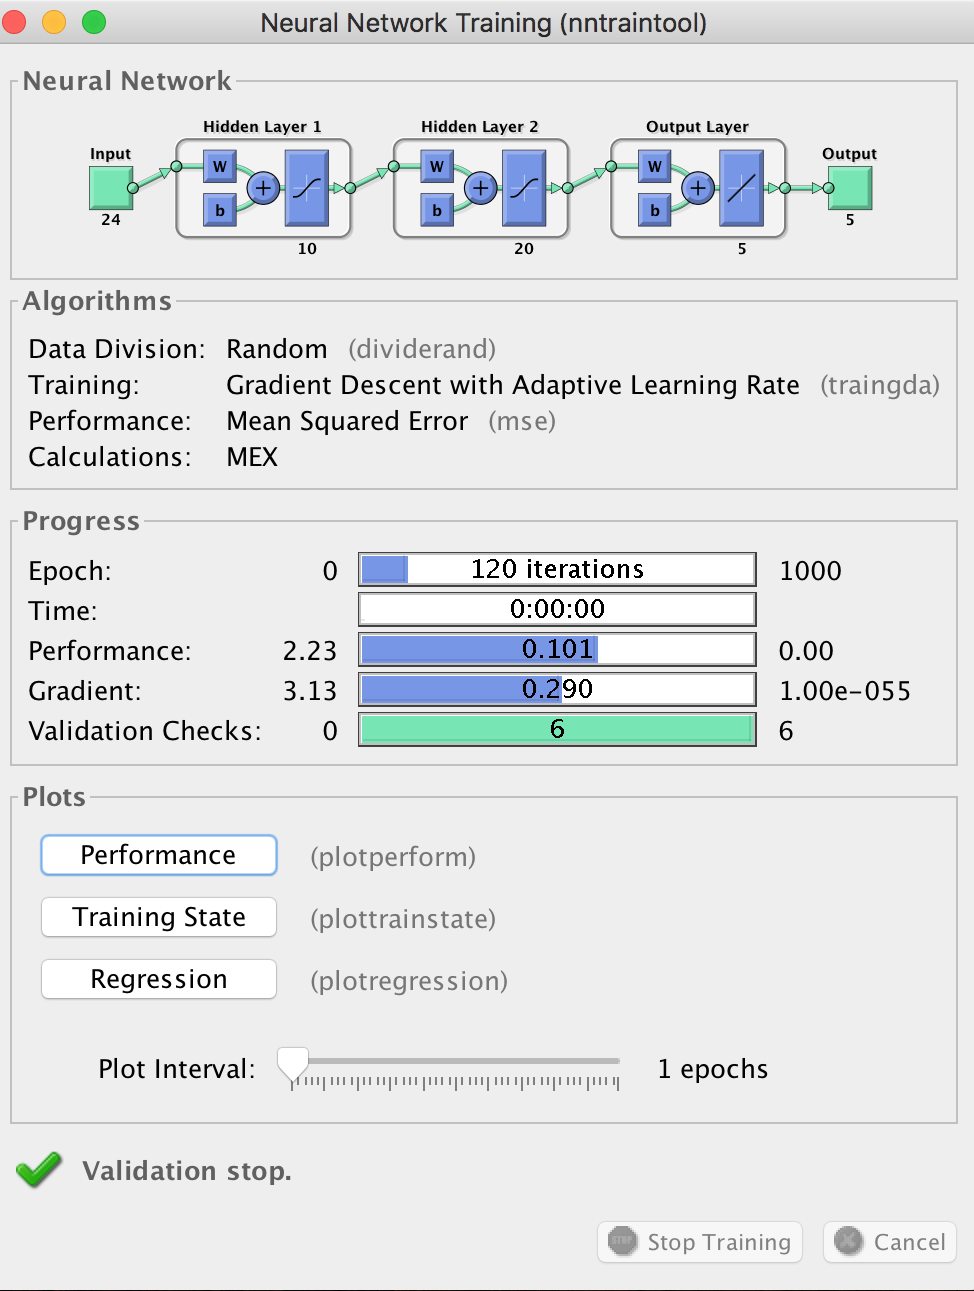 Neural Network Training (nntraintool)
Neural Network
Hidden Layer 1 Hidden Layer 2 Output Layer
Input Output
W W W
+ + +
b b b
24 5
10 20 5
Algorithms
Data Division: Random (dividerand)
Training: Gradient Descent with Adaptive Learning Rate (traingda)
Performance: Mean Squared Error (mse)
Calculations: MEX
Progress
Epoch: 0 120 iterations 1000
Time: 0:00:00
Performance: 2.23 0.101 0.00
Gradient: 3.13 0.290 1.00e-055
Validation Checks: 0 6 6
Plots
Performance (plotperform)
Training State (plottrainstate)
Regression (plotregression)
Plot Interval: 1 epochs
Validation stop.
STOP Stop Training Cancel